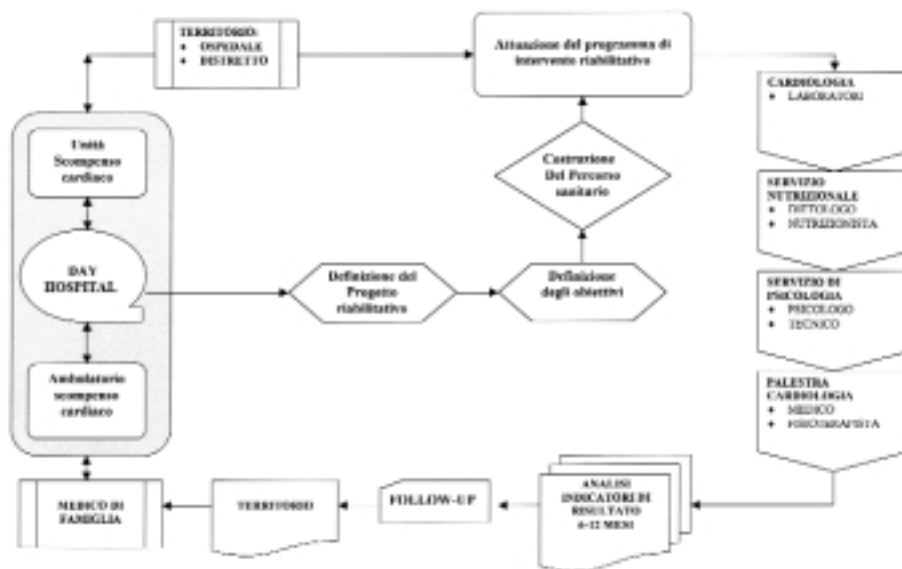 TERRITORIO:
♦ OSPEDALE
♦ DISTRETTO
Attuazione del programma di
intervento riabilitativo
CARDIOLOGIA
♦ LABORATORI
Unità
Scompenso
cardiaco
Costruzione
Del Percorso
sanitario
SERVIZIO
NUTRIZIONALE
♦ DIETOLOGO
♦ NUTRIZIONISTA
DAY
HOSPITAL
Definizione del
Progetto
riabilitativo
Definizione
degli obiettivi
SERVIZIO DI
PSICOLOGIA
♦ PSICOLOGO
♦ TECNICO
Ambulatorio
scompenso
cardiaco
PALESTRA
CARDIOLOGIA
♦ MEDICO
♦ FISIOTERAPISTA
MEDICO DI
FAMIGLIA
TERRITORIO
FOLLOW-UP
ANALISI
INDICATORI DI
RISULTATO
6-12 MESI